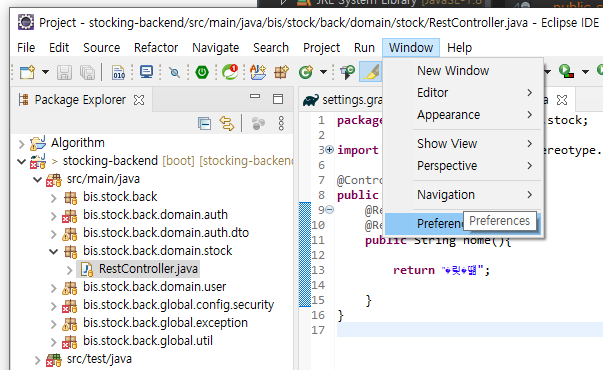 JRE System Library [JavaSE-1.8
Project - stocking-backend/src/main/java/bis/stock/back/domain/stock/RestController.java - Eclipse IDE
File Edit Source Refactor Navigate Search Project Run Window Help
Package Explorer
Algorithm
> stocking-backend [boot] [stocking-backend
src/main/java
bis.stock.back
bis.stock.back.domain.auth
bis.stock.back.domain.auth.dto
bis.stock.back.domain.stock
RestController.java
bis.stock.back.domain.user
bis.stock.back.global.config.security
bis.stock.back.global.exception
bis.stock.back.global.util
src/test/java
settings.gra
1 packag
.stock;
2
3 import
ereotype.
6
7 @Contro
8 public
9 @Re
10 @Re
11 public String home(){
12
13 return "�릿�떎";
14
15 }
16 }
17
New Window
Editor
Appearance
Show View
Perspective
Navigation
Preferen
Preferences